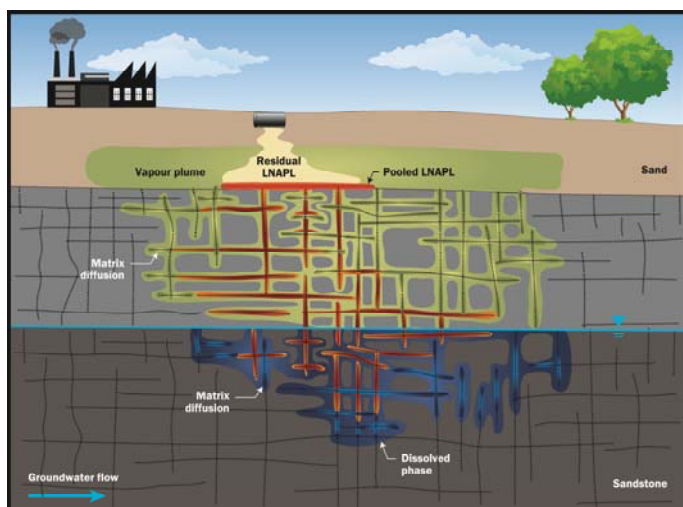 Residual
LNAPL
Vapour plume
Pooled LNAPL
Sand
Matrix
diffusion
Matrix
diffusion
Dissolved
phase
Groundwater flow
Sandstone